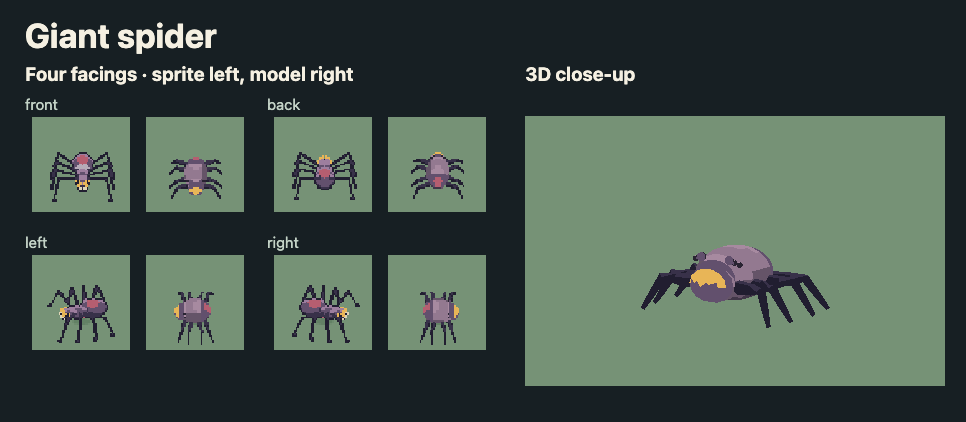 Giant spider
Four facings · sprite left, model right
3D close-up
front
back
left
right